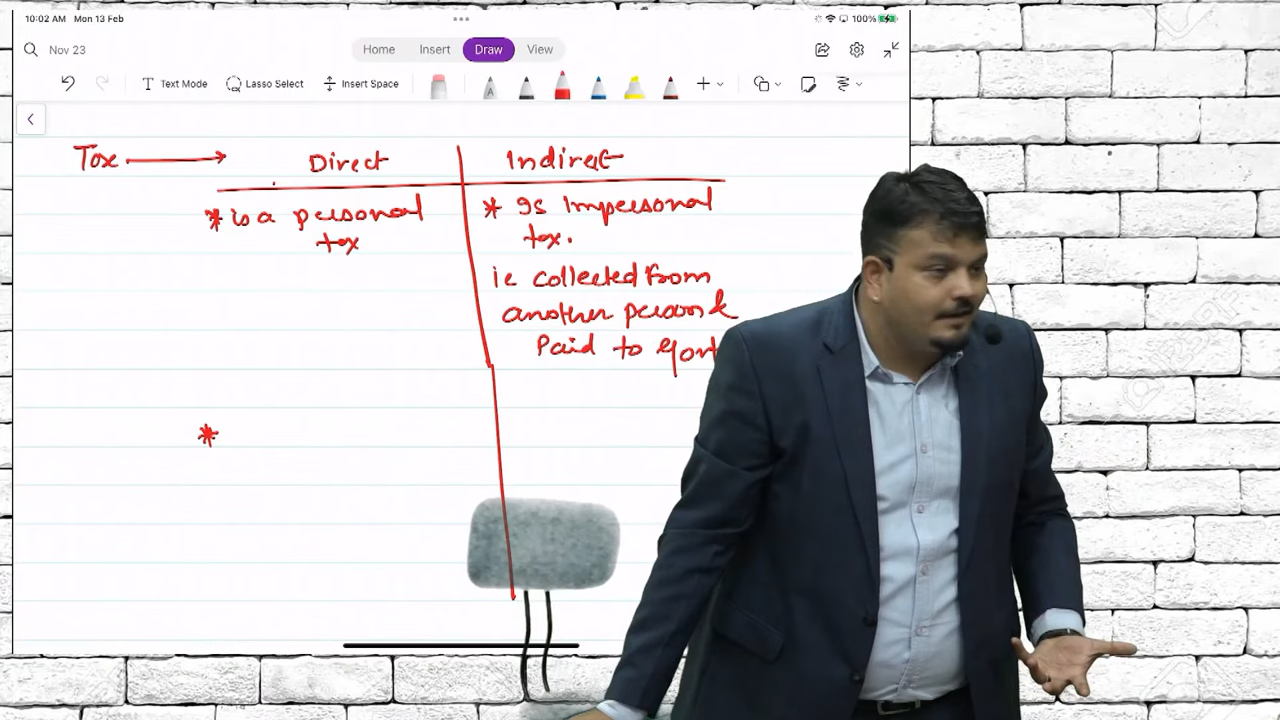 10:02 AM Mon 13 Feb
100%
Nov 23
Home Insert Draw View
Text Mode Lasso Select Insert Space
A
Tax Direct Indirect
* is a personal
tax
* Is Impersonal
tax.
ie collected from
another person &
Paid to Govt
*